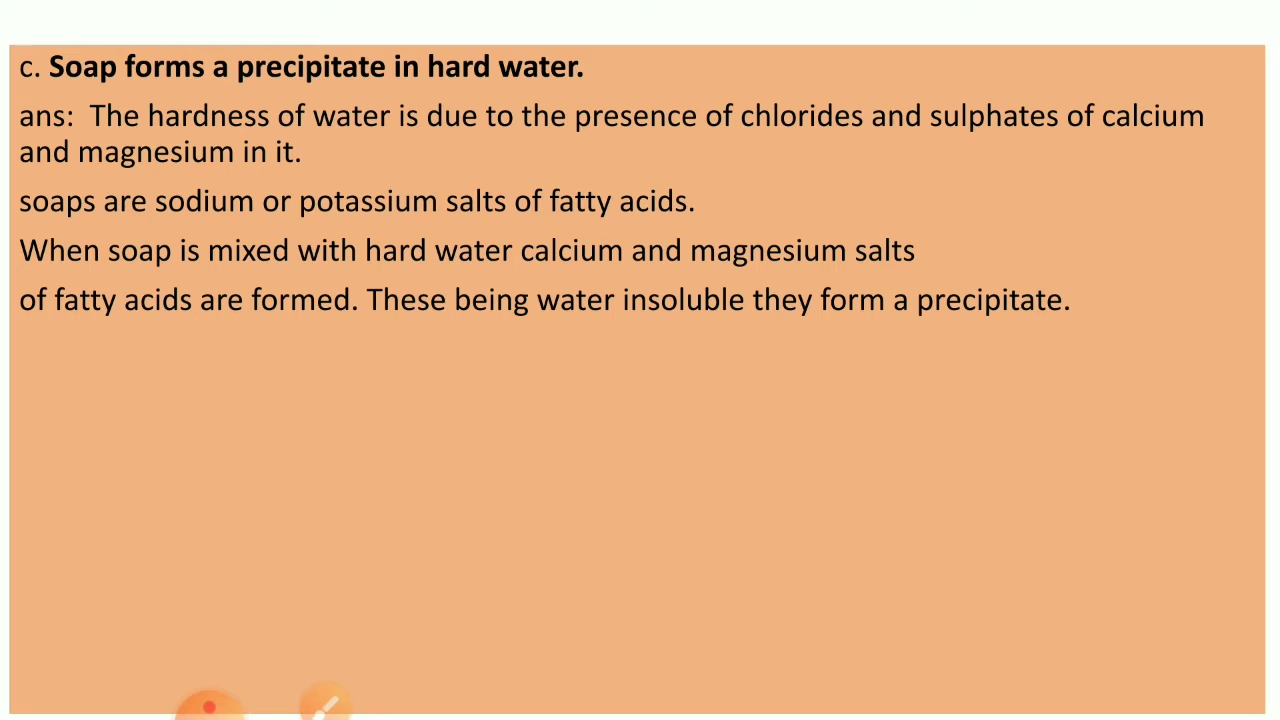 c. Soap forms a precipitate in hard water.
ans:  The hardness of water is due to the presence of chlorides and sulphates of calcium
and magnesium in it.
soaps are sodium or potassium salts of fatty acids.
When soap is mixed with hard water calcium and magnesium salts
of fatty acids are formed. These being water insoluble they form a precipitate.